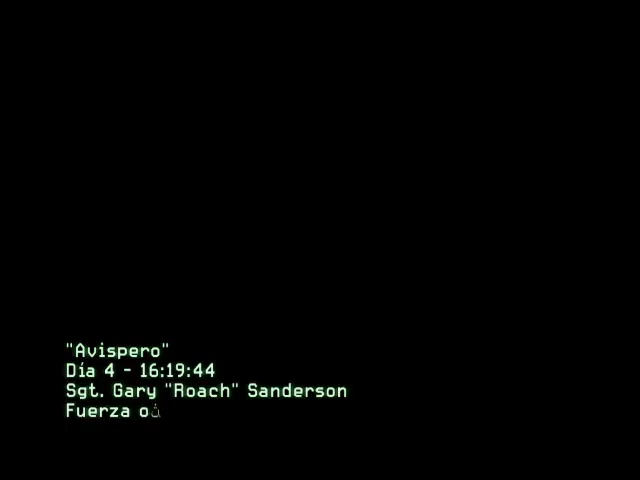 "Avispero"
Día 4 - 16:19:44
Sgt. Gary "Roach" Sanderson
Fuerza o